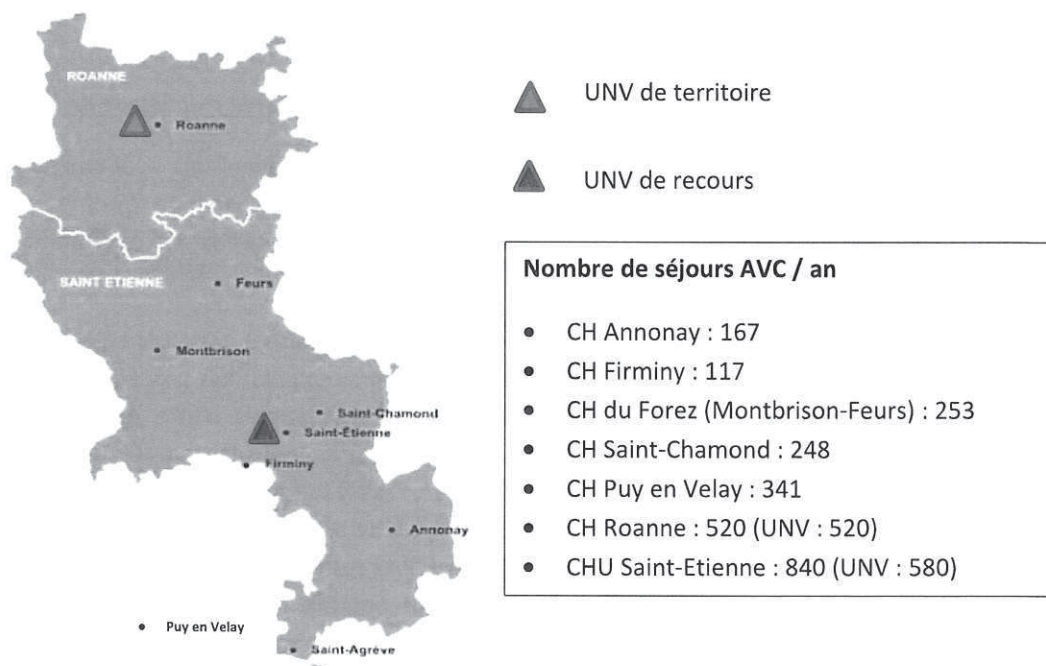 ROANNE
Roanne
SAINT ETIENNE
Feurs
Montbrison
Saint-Chamond
Saint-Étienne
Firminy
Annonay
Puy en Velay
Saint-Agrève
UNV de territoire
UNV de recours
Nombre de séjours AVC / an
• CH Annonay : 167
• CH Firminy : 117
• CH du Forez (Montbrison-Feurs) : 253
• CH Saint-Chamond : 248
• CH Puy en Velay : 341
• CH Roanne : 520 (UNV : 520)
• CHU Saint-Etienne : 840 (UNV : 580)